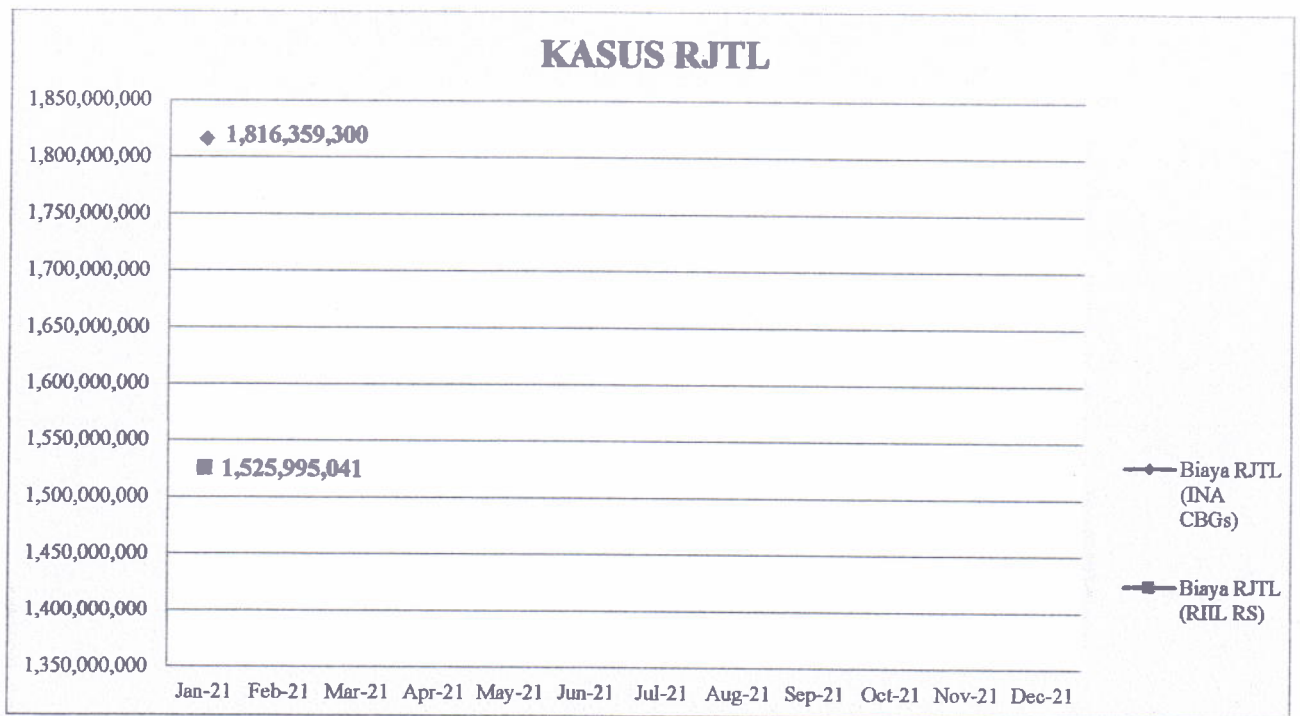 KASUS RJTL
1,850,000,000
1,800,000,000
1,750,000,000
1,700,000,000
1,650,000,000
1,600,000,000
1,550,000,000
1,500,000,000
1,450,000,000
1,400,000,000
1,350,000,000
1,816,359,300
1,525,995,041
Jan-21 Feb-21 Mar-21 Apr-21 May-21 Jun-21 Jul-21 Aug-21 Sep-21 Oct-21 Nov-21 Dec-21
Biaya RJTL
(INA
CBGs)
Biaya RJTL
(RIIL RS)